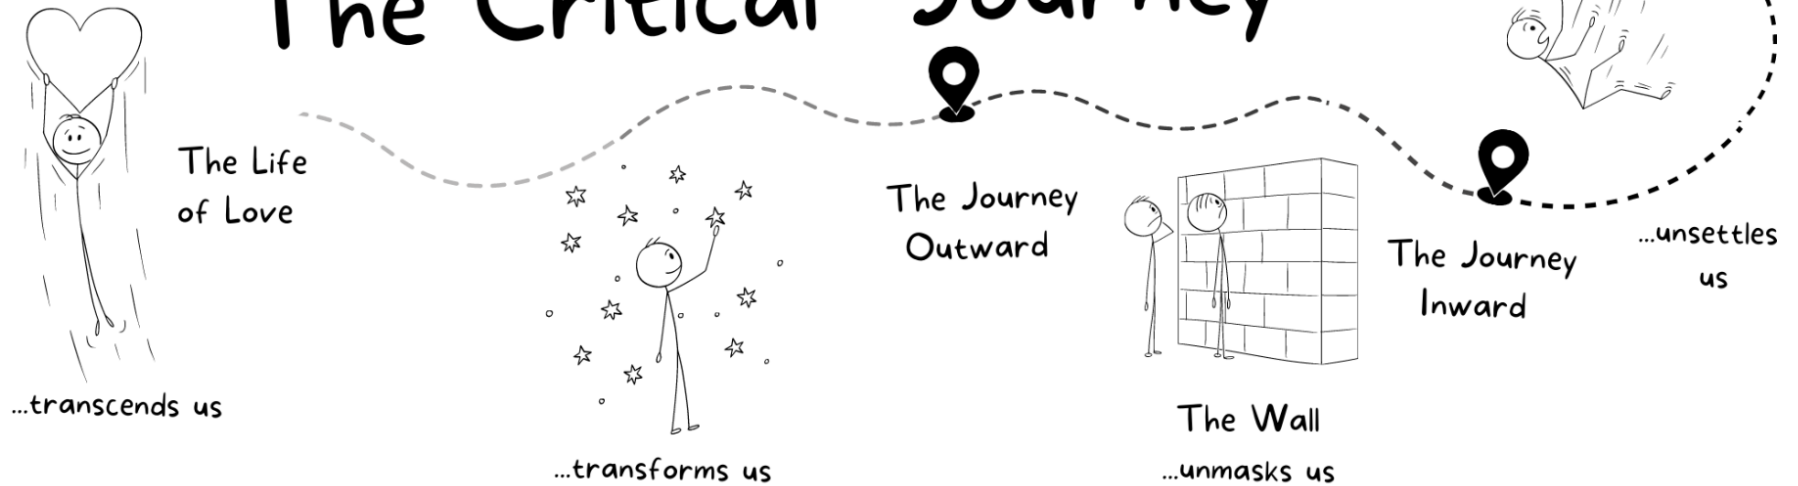 The Critical Journey
The Life
of Love
...transcends us
...transforms us
The Journey
Outward
The Wall
...unmasks us
The Journey
Inward
...unsettles
us